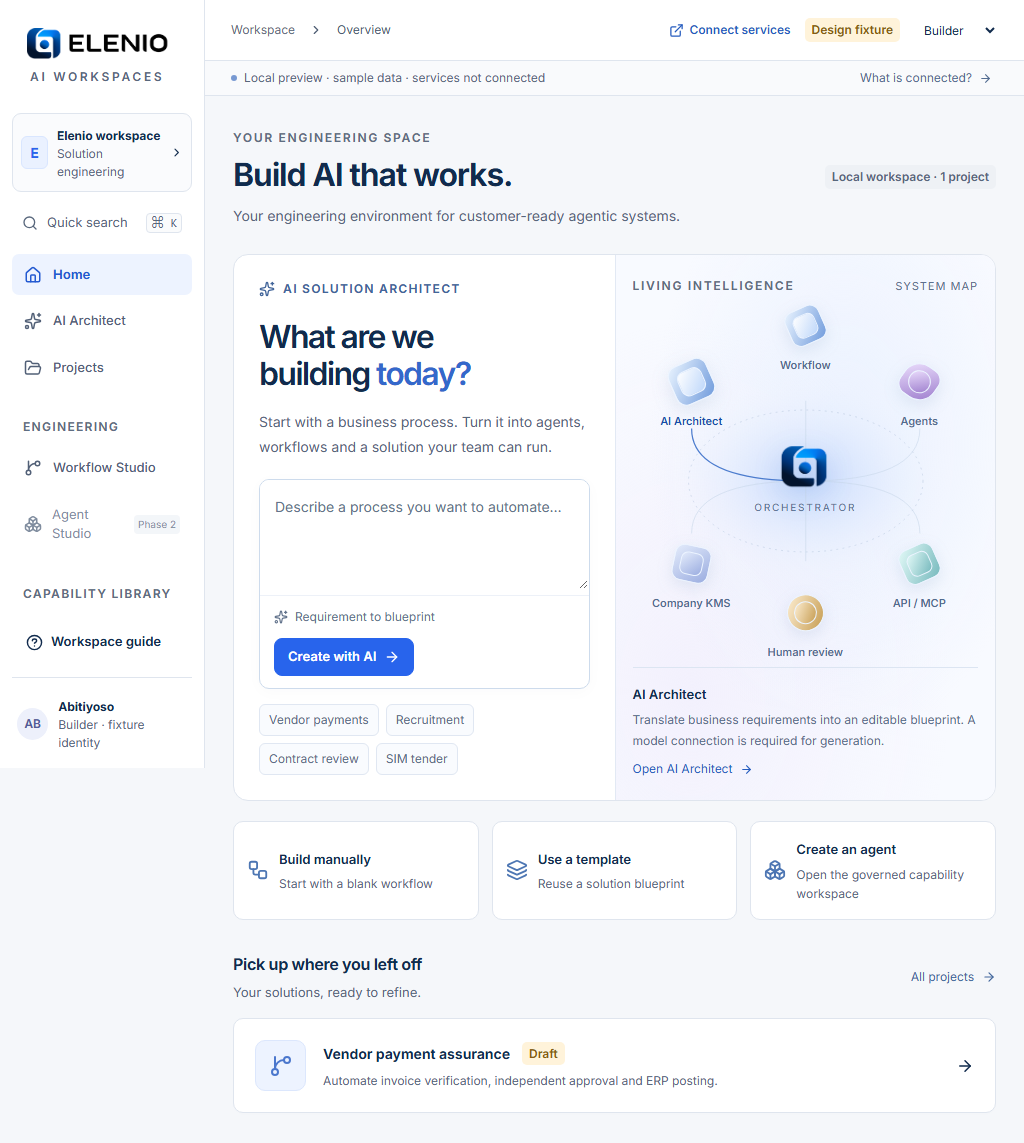 ELENIO
AI WORKSPACES
E
Elenio workspace
Solution
engineering
Quick search
⌘ K
Home
AI Architect
Projects
ENGINEERING
Workflow Studio
Agent
Studio
Phase 2
CAPABILITY LIBRARY
Workspace guide
AB
Abitiyoso
Builder · fixture
identity
Workspace
Overview
Connect services
Design fixture
Builder
Local preview · sample data · services not connected
What is connected?
YOUR ENGINEERING SPACE
Build AI that works.
Local workspace · 1 project
Your engineering environment for customer-ready agentic systems.
AI SOLUTION ARCHITECT
What are we
building today?
Start with a business process. Turn it into agents,
workflows and a solution your team can run.
Describe a process you want to automate...
Requirement to blueprint
Create with AI
Vendor payments
Recruitment
Contract review
SIM tender
LIVING INTELLIGENCE
SYSTEM MAP
Workflow
AI Architect
Agents
ORCHESTRATOR
Company KMS
API / MCP
Human review
AI Architect
Translate business requirements into an editable blueprint. A
model connection is required for generation.
Open AI Architect
Build manually
Start with a blank workflow
Use a template
Reuse a solution blueprint
Create an agent
Open the governed capability
workspace
Pick up where you left off
Your solutions, ready to refine.
All projects
Vendor payment assurance
Draft
Automate invoice verification, independent approval and ERP posting.